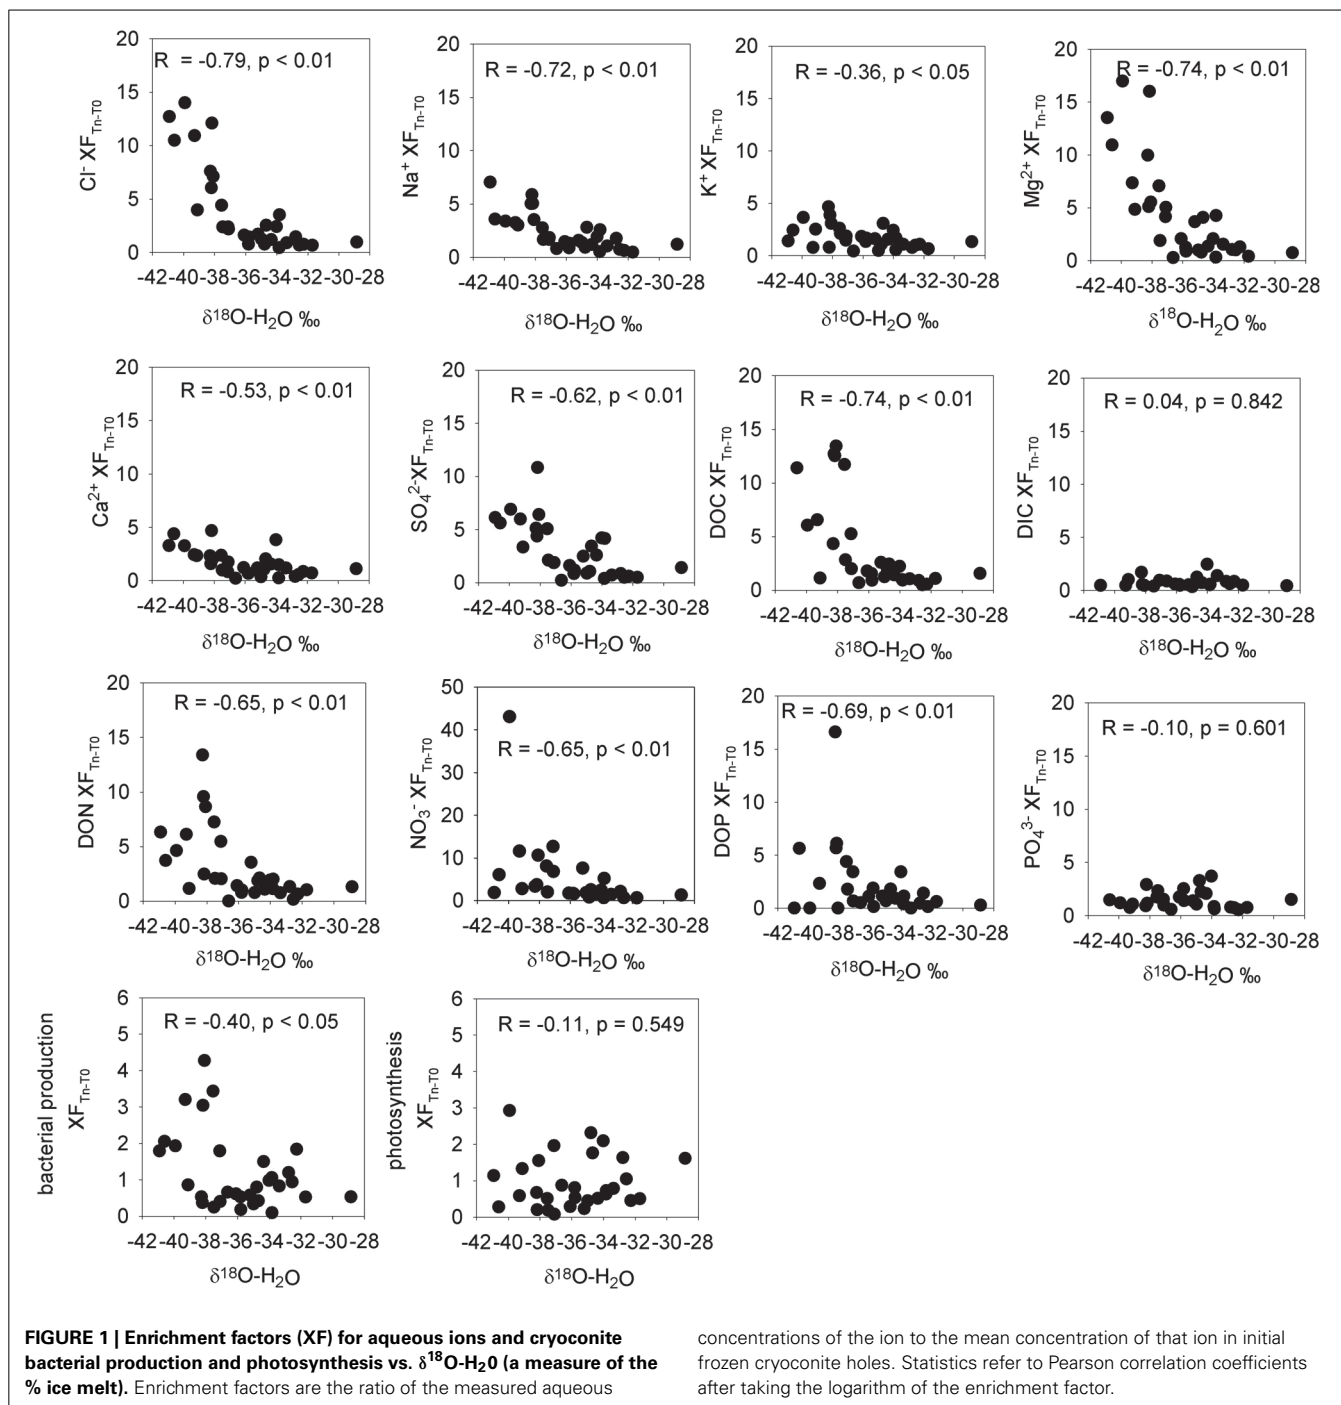 20
15
10
5
0
R = -0.79, p < 0.01
Cl- XFTn-T0
-42-40-38-36-34-32-30-28
δ18O-H2O ‰
20
15
10
5
0
R = -0.72, p < 0.01
Na+ XFTn-T0
-42-40-38-36-34-32-30-28
δ18O-H2O ‰
20
15
10
5
0
R = -0.36, p < 0.05
K+ XFTn-T0
-42-40-38-36-34-32-30-28
δ18O-H2O ‰
20
15
10
5
0
R = -0.74, p < 0.01
Mg2+ XFTn-T0
-42-40-38-36-34-32-30-28
δ18O-H2O ‰
20
15
10
5
0
R = -0.53, p < 0.01
Ca2+ XFTn-T0
-42-40-38-36-34-32-30-28
δ18O-H2O ‰
20
15
10
5
0
R = -0.62, p < 0.01
SO42-XFTn-T0
-42-40-38-36-34-32-30-28
δ18O-H2O ‰
20
15
10
5
0
R = -0.74, p < 0.01
DOC XFTn-T0
-42-40-38-36-34-32-30-28
δ18O-H2O ‰
20
15
10
5
0
R = 0.04, p = 0.842
DIC XFTn-T0
-42-40-38-36-34-32-30-28
δ18O-H2O ‰
20
15
10
5
0
R = -0.65, p < 0.01
DON XFTn-T0
-42-40-38-36-34-32-30-28
δ18O-H2O ‰
50
40
30
20
10
0
R = -0.65, p < 0.01
NO3- XFTn-T0
-42-40-38-36-34-32-30-28
δ18O-H2O ‰
20
15
10
5
0
R = -0.69, p < 0.01
DOP XFTn-T0
-42-40-38-36-34-32-30-28
δ18O-H2O ‰
20
15
10
5
0
R = -0.10, p = 0.601
PO43- XFTn-T0
-42-40-38-36-34-32-30-28
δ18O-H2O ‰
6
5
4
3
2
1
0
R = -0.40, p < 0.05
bacterial production
XFTn-T0
-42-40-38-36-34-32-30-28
δ18O-H2O
6
5
4
3
2
1
0
R = -0.11, p = 0.549
photosynthesis
XFTn-T0
-42-40-38-36-34-32-30-28
δ18O-H2O
FIGURE 1 | Enrichment factors (XF) for aqueous ions and cryoconite
bacterial production and photosynthesis vs. δ18O-H20 (a measure of the
% ice melt). Enrichment factors are the ratio of the measured aqueous
concentrations of the ion to the mean concentration of that ion in initial
frozen cryoconite holes. Statistics refer to Pearson correlation coefficients
after taking the logarithm of the enrichment factor.